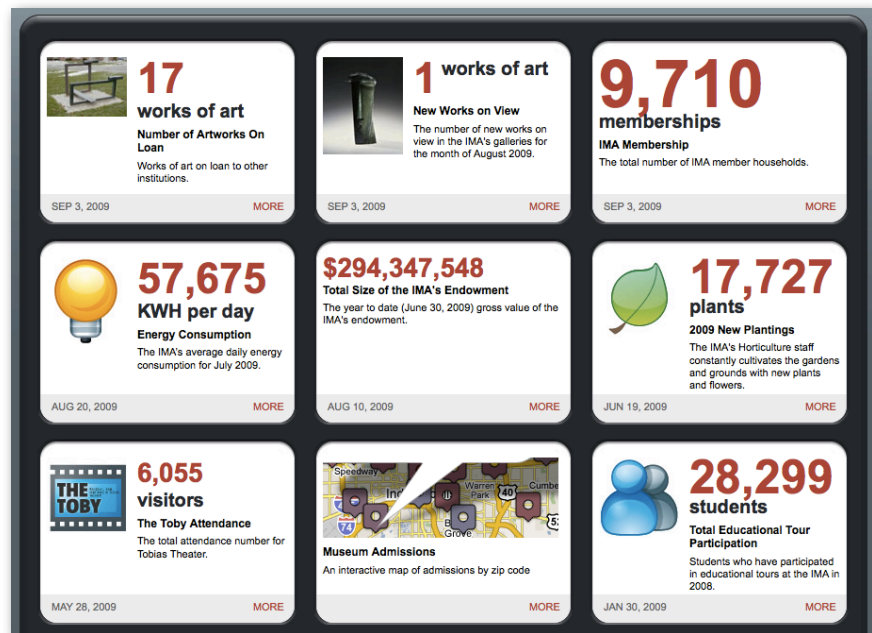 17
works of art
Number of Artworks On
Loan
Works of art on loan to other
institutions.
SEP 3, 2009
MORE
1 works of art
New Works on View
The number of new works on
view in the IMA's galleries for
the month of August 2009.
SEP 3, 2009
MORE
9,710
memberships
IMA Membership
The total number of IMA member households.
SEP 3, 2009
MORE
57,675
KWH per day
Energy Consumption
The IMA's average daily energy
consumption for July 2009.
AUG 20, 2009
MORE
$294,347,548
Total Size of the IMA's Endowment
The year to date (June 30, 2009) gross value of the
IMA's endowment.
AUG 10, 2009
MORE
17,727
plants
2009 New Plantings
The IMA's Horticulture staff
constantly cultivates the gardens
and grounds with new plants
and flowers.
JUN 19, 2009
MORE
THE
TOBY
6,055
visitors
The Toby Attendance
The total attendance number for
Tobias Theater.
MAY 28, 2009
MORE
Speedway
Warren
Park
40
Cumbe
Ind
74
B
Grove
52
Museum Admissions
An interactive map of admissions by zip code
MORE
28,299
students
Total Educational Tour
Participation
Students who have participated
in educational tours at the IMA in
2008.
JAN 30, 2009
MORE